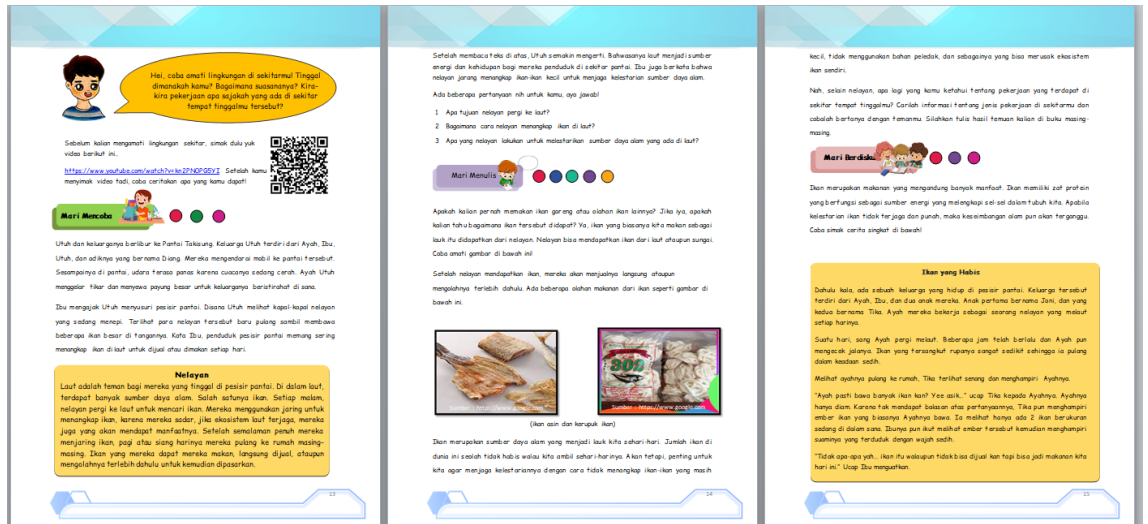 Hei, coba amati lingkungan di sekitarmu! Tinggal
dimanakah kamu? Bagaimana suasananya? Kira-
kira pekerjaan apa sajakah yang ada di sekitar
tempat tinggalmu tersebut?
Sebelum kalian mengamati lingkungan sekitar, simak dulu yuk
video berikut ini..
https://www.youtube.com/watch?v=kn2PNOPG5YI Setelah kamu
menyimak video tadi, coba ceritakan apa yang kamu dapat!
Mari Mencoba
Utuh dan keluarganya berlibur ke Pantai Takisung. Keluarga Utuh terdiri dari Ayah, Ibu,
Utuh, dan adiknya yang bernama Diang. Mereka mengendarai mobil ke pantai tersebut.
Sesampainya di pantai, udara terasa panas karena cuacanya sedang cerah. Ayah Utuh
menggelar tikar dan menyewa payung besar untuk keluarganya beristirahat di sana.
Ibu mengajak Utuh menyusuri pesisir pantai. Disana Utuh melihat kapal-kapal nelayan
yang sedang menepi. Terlihat para nelayan tersebut baru pulang sambil membawa
beberapa ikan besar di tangannya. Kata Ibu, penduduk pesisir pantai memang sering
menangkap ikan di laut untuk dijual atau dimakan setiap hari.
Nelayan
Laut adalah teman bagi mereka yang tinggal di pesisir pantai. Di dalam laut,
terdapat banyak sumber daya alam. Salah satunya ikan. Setiap malam,
nelayan pergi ke laut untuk mencari ikan. Mereka menggunakan jaring untuk
menangkap ikan, karena mereka sadar, jika ekosistem laut terjaga, mereka
juga yang akan mendapat manfaatnya. Setelah semalaman penuh mereka
menjaring ikan, pagi atau siang harinya mereka pulang ke rumah masing-
masing. Ikan yang mereka dapat mereka makan, langsung dijual, ataupun
mengolahnya terlebih dahulu untuk kemudian dipasarkan.
13
Setelah membaca teks di atas, Utuh semakin mengerti. Bahwasanya laut menjadi sumber
energi dan kehidupan bagi mereka penduduk di sekitar pantai. Ibu juga berkata bahwa
nelayan jarang menangkap ikan-ikan kecil untuk menjaga kelestarian sumber daya alam.
Ada beberapa pertanyaan nih untuk kamu, ayo jawab!
1 Apa tujuan nelayan pergi ke laut?
2 Bagaimana cara nelayan menangkap ikan di laut?
3 Apa yang nelayan lakukan untuk melestarikan sumber daya alam yang ada di laut?
Mari Menulis
Apakah kalian pernah memakan ikan goreng atau olahan ikan lainnya? Jika iya, apakah
kalian tahu bagaimana ikan tersebut didapat? Ya, ikan yang biasanya kita makan sebagai
lauk itu didapatkan dari nelayan. Nelayan bisa mendapatkan ikan dari laut ataupun sungai.
Coba amati gambar di bawah ini!
Setelah nelayan mendapatkan ikan, mereka akan menjualnya langsung ataupun
mengolahnya terlebih dahulu. Ada beberapa olahan makanan dari ikan seperti gambar di
bawah ini.
Sumber : https://www.google.com
Sumber : https://www.google.com
(ikan asin dan kerupuk ikan)
Ikan merupakan sumber daya alam yang menjadi lauk kita sehari-hari. Jumlah ikan di
dunia ini seolah tidak habis walau kita ambil sehari-harinya. Akan tetapi, penting untuk
kita agar menjaga kelestariannya dengan cara tidak menangkap ikan-ikan yang masih
14
kecil, tidak menggunakan bahan peledak, dan sebagainya yang bisa merusak ekosistem
ikan sendiri.
Nah, selain nelayan, apa lagi yang kamu ketahui tentang pekerjaan yang terdapat di
sekitar tempat tinggalmu? Carilah informasi tentang jenis pekerjaan di sekitarmu dan
cobalah bertanya dengan temanmu. Silahkan tulis hasil temuan kalian di buku masing-
masing.
Mari Berdisku
Ikan merupakan makanan yang mengandung banyak manfaat. Ikan memiliki zat protein
yang berfungsi sebagai sumber energi yang melengkapi sel-sel dalam tubuh kita. Apabila
kelestarian ikan tidak terjaga dan punah, maka keseimbangan alam pun akan terganggu.
Coba simak cerita singkat di bawah!
Ikan yang Habis
Dahulu kala, ada sebuah keluarga yang hidup di pesisir pantai. Keluarga tersebut
terdiri dari Ayah, Ibu, dan dua anak mereka. Anak pertama bernama Joni, dan yang
kedua bernama Tika. Ayah mereka bekerja sebagai seorang nelayan yang melaut
setiap harinya.
Suatu hari, sang Ayah pergi melaut. Beberapa jam telah berlalu dan Ayah pun
mengecek jalanya. Ikan yang tersangkut rupanya sangat sedikit sehingga ia pulang
dalam keadaan sedih.
Melihat ayahnya pulang ke rumah, Tika terlihat senang dan menghampiri Ayahnya.
"Ayah pasti bawa banyak ikan kan? Yee asik.." ucap Tika kepada Ayahnya. Ayahnya
hanya diam. Karena tak mendapat balasan atas pertanyaannya, Tika pun menghampiri
ember ikan yang biasanya Ayahnya bawa. Ia melihat hanya ada 2 ikan berukuran
sedang di dalam sana. Ibunya pun ikut melihat ember tersebut kemudian menghampiri
suaminya yang terduduk dengan wajah sedih.
"Tidak apa-apa yah.. ikan itu walaupun tidak bisa dijual kan tapi bisa jadi makanan kita
hari ini." Ucap Ibu menguatkan.
15